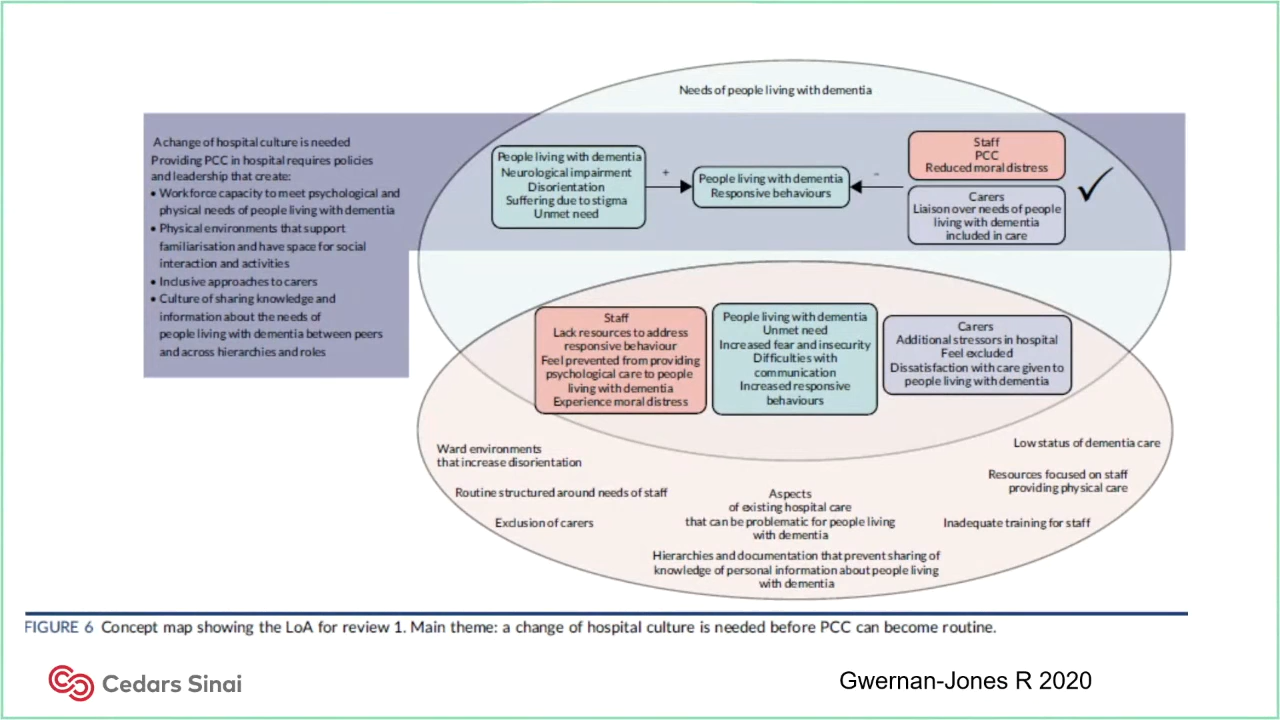 Needs of people living with dementia
A change of hospital culture is needed
Providing PCC in hospital requires policies
and leadership that create:
• Workforce capacity to meet psychological and
physical needs of people living with dementia
• Physical environments that support
familiarisation and have space for social
interaction and activities
• Inclusive approaches to carers
• Culture of sharing knowledge and
information about the needs of
people living with dementia between peers
and across hierarchies and roles
People living with dementia
Neurological impairment
Disorientation
Suffering due to stigma
Unmet need
+
People living with dementia
Responsive behaviours
–
Staff
PCC
Reduced moral distress
Carers
Liaison over needs of people
living with dementia
included in care
Staff
Lack resources to address
responsive behaviour
Feel prevented from providing
psychological care to people
living with dementia
Experience moral distress
People living with dementia
Unmet need
Increased fear and insecurity
Difficulties with
communication
Increased responsive
behaviours
Carers
Additional stressors in hospital
Feel excluded
Dissatisfaction with care given to
people living with dementia
Ward environments
that increase disorientation
Routine structured around needs of staff
Exclusion of carers
Aspects
of existing hospital care
that can be problematic for people living
with dementia
Hierarchies and documentation that prevent sharing of
knowledge of personal information about people living
with dementia
Low status of dementia care
Resources focused on staff
providing physical care
Inadequate training for staff
FIGURE 6 Concept map showing the LoA for review 1. Main theme: a change of hospital culture is needed before PCC can become routine.
Cedars Sinai
Gwernan-Jones R 2020